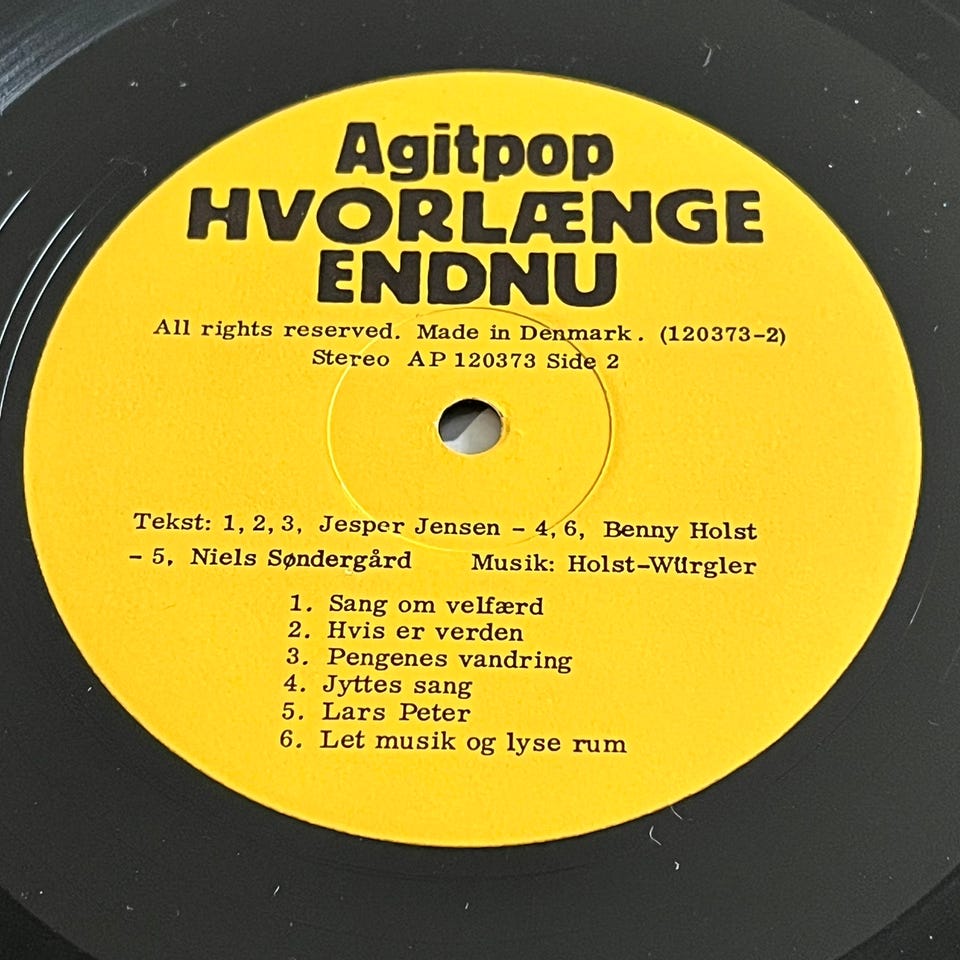 Agitpop
HVORLÆNGE
ENDNU
All rights reserved. Made in Denmark. (120373-2)
Stereo AP 120373 Side 2
Tekst: 1, 2, 3, Jesper Jensen - 4, 6, Benny Holst
- 5, Niels Søndergård Musik: Holst-Würgler
1. Sang om velfærd
2. Hvis er verden
3. Pengenes vandring
4. Jyttes sang
5. Lars Peter
6. Let musik og lyse rum